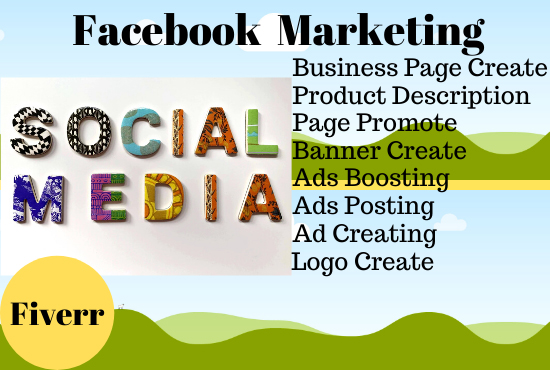 Facebook Marketing
Business Page Create
Product Description
Page Promote
Banner Create
Ads Boosting
Ads Posting
Ad Creating
Logo Create
SOCIAL
MEDIA
Fiverr